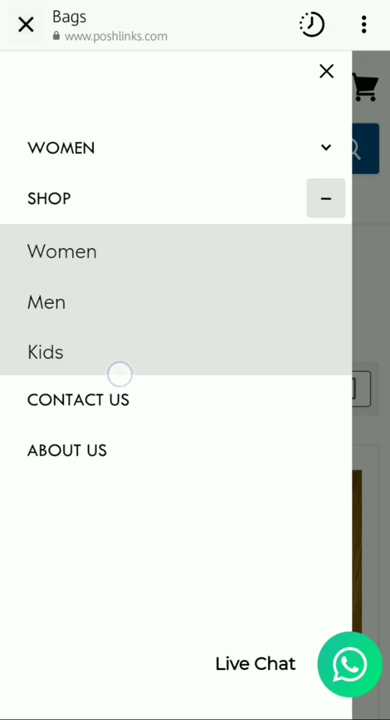 Bags
www.poshlinks.com
WOMEN
SHOP
Women
Men
Kids
CONTACT US
ABOUT US
Live Chat